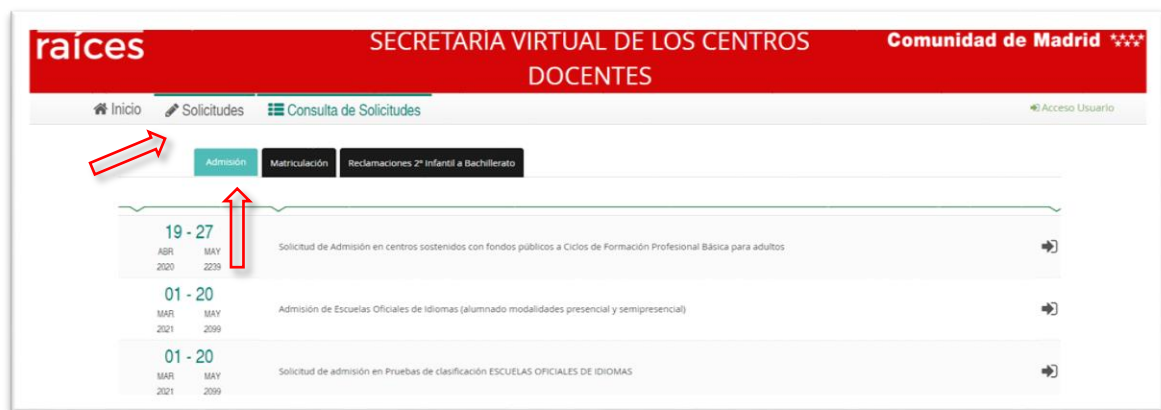 raíces
SECRETARÍA VIRTUAL DE LOS CENTROS
DOCENTES
Comunidad de Madrid
Inicio
Solicitudes
Consulta de Solicitudes
Acceso Usuario
Admisión
Matriculación
Reclamaciones 2º Infantil a Bachillerato
19 - 27
ABR MAY
2020 2239
Solicitud de Admisión en centros sostenidos con fondos públicos a Ciclos de Formación Profesional Básica para adultos
01 - 20
MAR MAY
2021 2099
Admisión de Escuelas Oficiales de Idiomas (alumnado modalidades presencial y semipresencial)
01 - 20
MAR MAY
2021 2099
Solicitud de admisión en Pruebas de clasificación ESCUELAS OFICIALES DE IDIOMAS